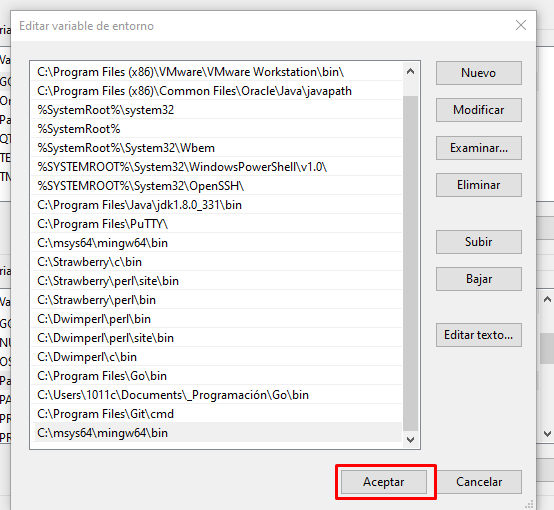 Editar variable de entorno
C:\Program Files (x86)\VMware\VMware Workstation\bin\
C:\Program Files (x86)\Common Files\Oracle\Java\javapath
%SystemRoot%\system32
%SystemRoot%
%SystemRoot%\System32\Wbem
%SYSTEMROOT%\System32\WindowsPowerShell\v1.0\
%SYSTEMROOT%\System32\OpenSSH\
C:\Program Files\Java\jdk1.8.0_331\bin
C:\Program Files\PuTTY\
C:\msys64\mingw64\bin
C:\Strawberry\c\bin
C:\Strawberry\perl\site\bin
C:\Strawberry\perl\bin
C:\Dwimperl\perl\bin
C:\Dwimperl\perl\site\bin
C:\Dwimperl\c\bin
C:\Program Files\Go\bin
C:\Users\1011c\Documents\_Programación\Go\bin
C:\Program Files\Git\cmd
C:\msys64\mingw64\bin
Nuevo
Modificar
Examinar...
Eliminar
Subir
Bajar
Editar texto...
Aceptar
Cancelar